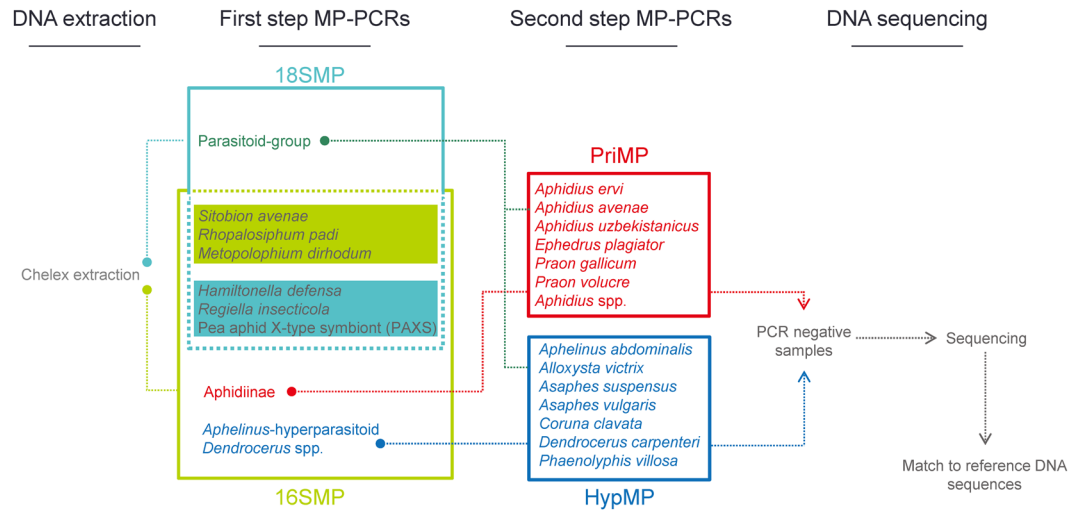 DNA extraction
First step MP-PCRs
Second step MP-PCRs
DNA sequencing
18SMP
Parasitoid-group
Sitobion avenae
Rhopalosiphum padi
Metopolophium dirhodum
Chelex extraction
Hamiltonella defensa
Regiella insecticola
Pea aphid X-type symbiont (PAXS)
Aphidiinae
Aphelinus-hyperparasitoid
Dendrocerus spp.
16SMP
PriMP
Aphidius ervi
Aphidius avenae
Aphidius uzbekistanicus
Ephedrus plagiator
Praon gallicum
Praon volucre
Aphidius spp.
Aphelinus abdominalis
Alloxysta victrix
Asaphes suspensus
Asaphes vulgaris
Coruna clavata
Dendrocerus carpenteri
Phaenolyphis villosa
HypMP
PCR negative
samples
Sequencing
Match to reference DNA
sequences